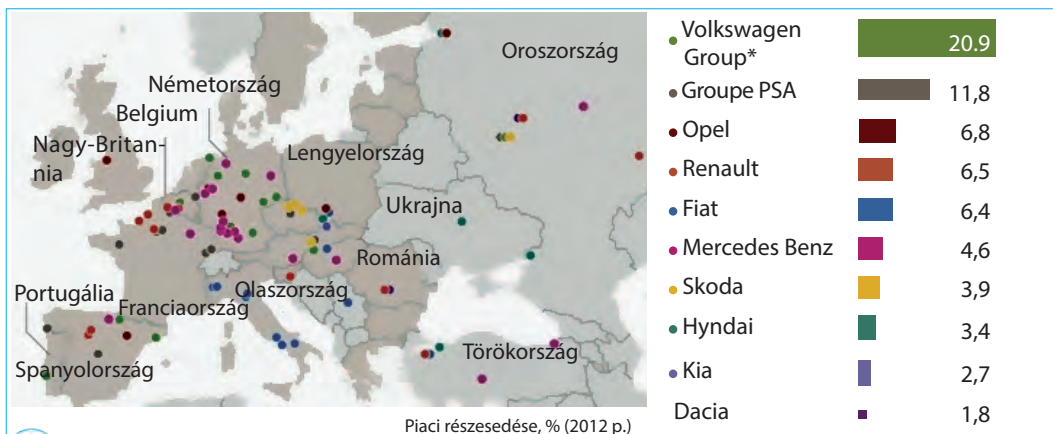 Oroszország
Németország
Belgium
Nagy-Britan-
nia
Lengyelország
Ukrajna
Románia
Olaszország
Portugália
Franciaország
Spanyolország
Törökország
Piaci részesedése, % (2012 p.)
Volkswagen
Group* 20.9
Groupe PSA 11,8
Opel 6,8
Renault 6,5
Fiat 6,4
Mercedes Benz 4,6
Skoda 3,9
Hyndai 3,4
Kia 2,7
Dacia 1,8